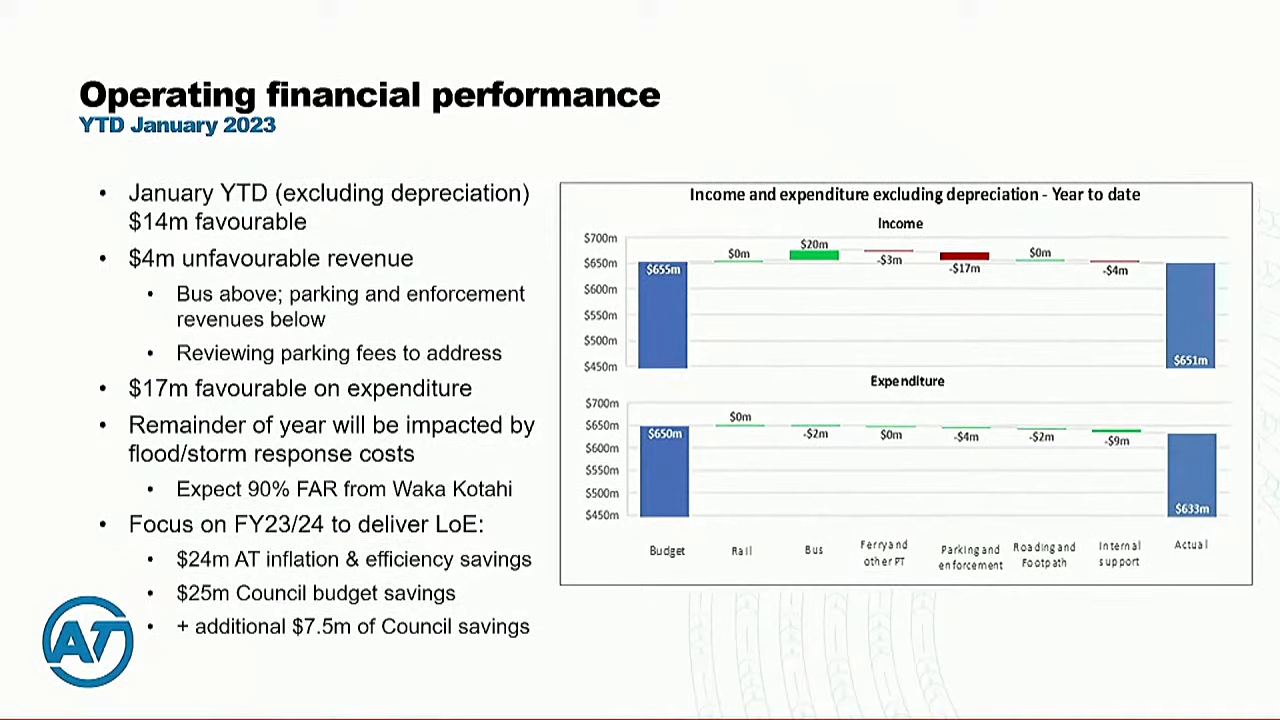 Operating financial performance
YTD January 2023
• January YTD (excluding depreciation)
$14m favourable
• $4m unfavourable revenue
• Bus above; parking and enforcement
revenues below
• Reviewing parking fees to address
• $17m favourable on expenditure
• Remainder of year will be impacted by
flood/storm response costs
• Expect 90% FAR from Waka Kotahi
• Focus on FY23/24 to deliver LoE:
• $24m AT inflation & efficiency savings
• $25m Council budget savings
• + additional $7.5m of Council savings
AT
Income and expenditure excluding depreciation - Year to date
Income
$700m
$650m
$600m
$550m
$500m
$450m
$655m
$0m
$20m
-$3m
-$17m
$0m
-$4m
$651m
Expenditure
$700m
$650m
$600m
$550m
$500m
$450m
$650m
$0m
-$2m
$0m
-$4m
-$2m
-$9m
$633m
Budget
Rail
Bus
Ferry and
other PT
Parking and
enforcement
Roading and
Footpath
Internal
support
Actual